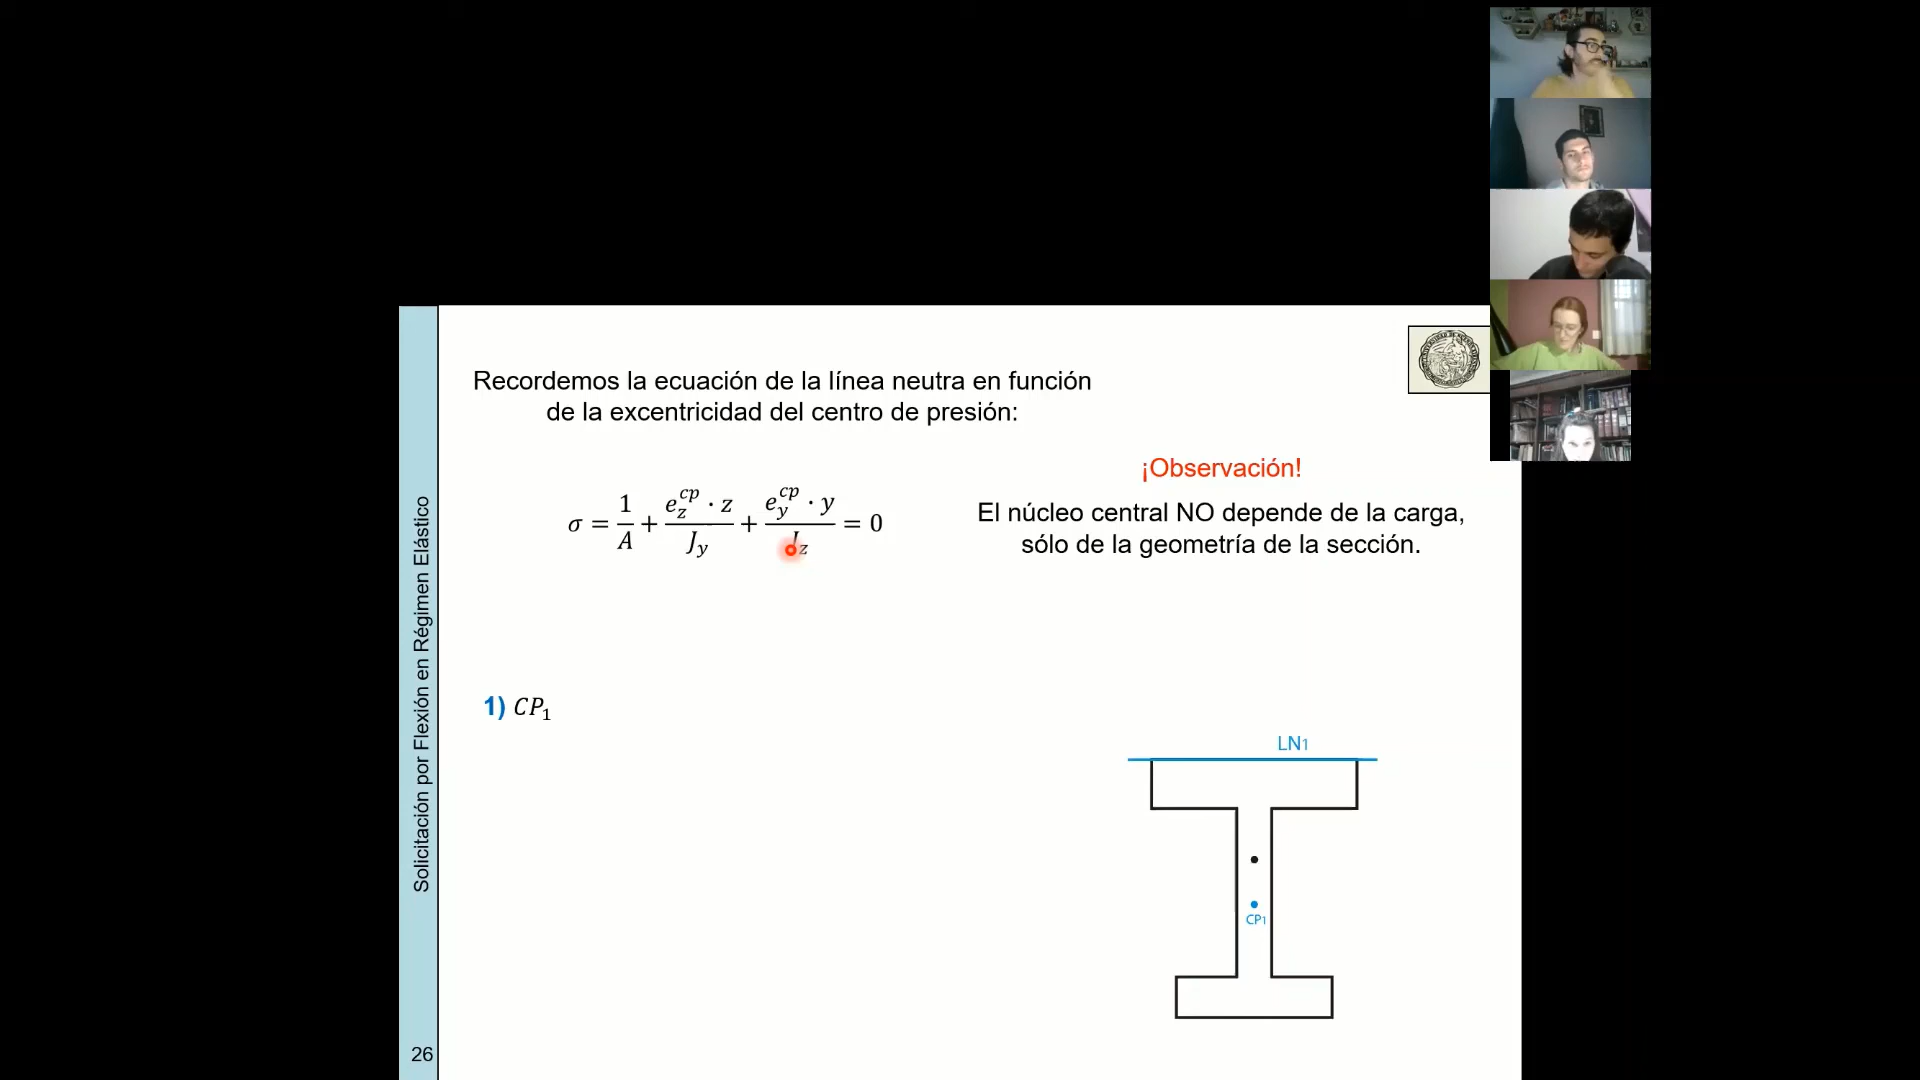 Recordemos la ecuación de la línea neutra en función
de la excentricidad del centro de presión:
σ = 1/A + e_z^cp · z / J_y + e_y^cp · y / J_z = 0
¡Observación!
El núcleo central NO depende de la carga,
sólo de la geometría de la sección.
1) CP₁
LN1
CP1
Solicitación por Flexión en Régimen Elástico
26